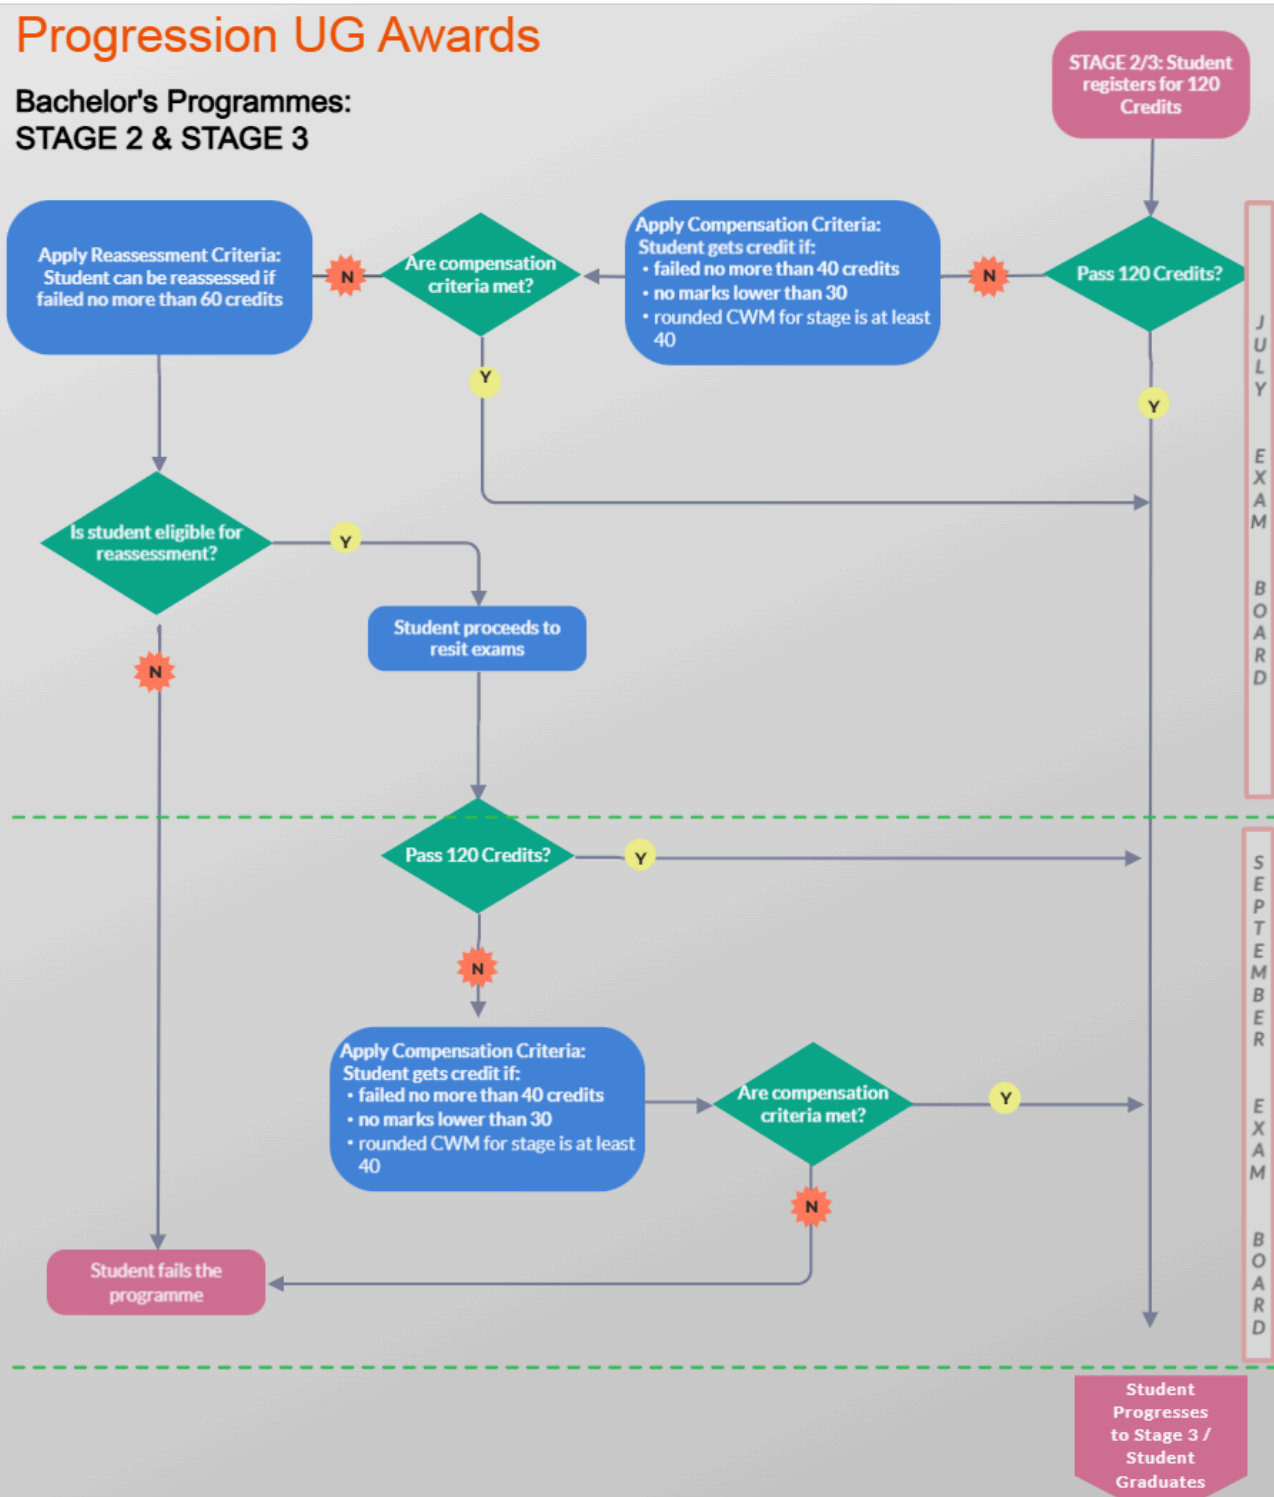 Progression UG Awards
Bachelor's Programmes:
STAGE 2 & STAGE 3
STAGE 2/3: Student
registers for 120
Credits
Pass 120 Credits?
N
Y
Apply Compensation Criteria:
Student gets credit if:
• failed no more than 40 credits
• no marks lower than 30
• rounded CWM for stage is at least
40
Are compensation
criteria met?
N
Y
Apply Reassessment Criteria:
Student can be reassessed if
failed no more than 60 credits
Is student eligible for
reassessment?
Y
N
Student proceeds to
resit exams
JULY EXAM BOARD
Pass 120 Credits?
Y
N
Apply Compensation Criteria:
Student gets credit if:
• failed no more than 40 credits
• no marks lower than 30
• rounded CWM for stage is at least
40
Are compensation
criteria met?
Y
N
Student fails the
programme
SEPTEMBER EXAM BOARD
Student
Progresses
to Stage 3 /
Student
Graduates